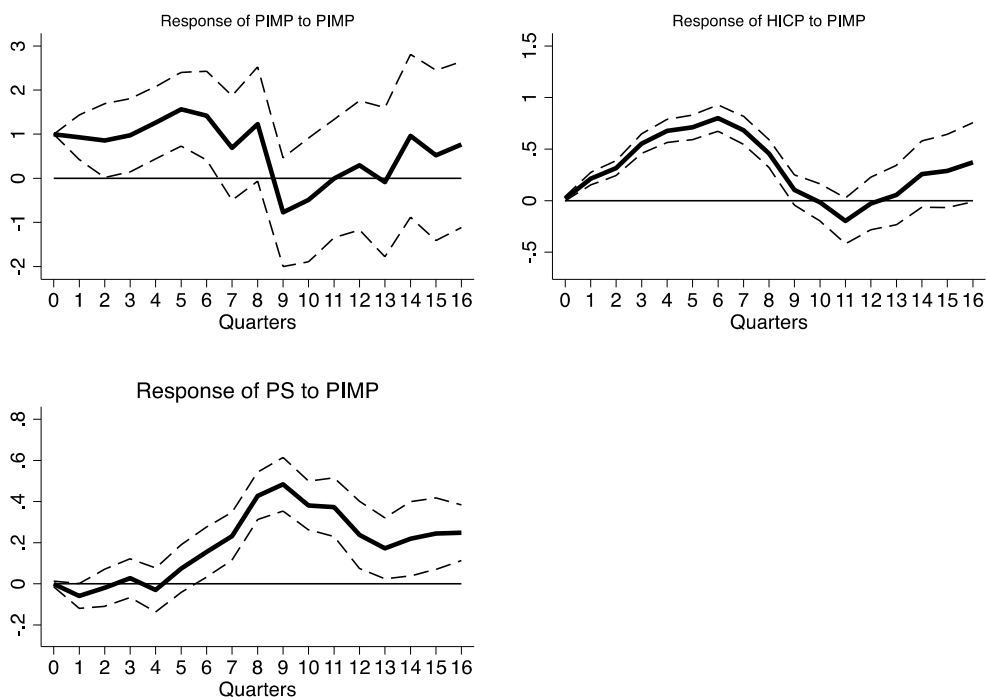 Response of PIMP to PIMP
3
2
1
0
-1
-2
0 1 2 3 4 5 6 7 8 9 10 11 12 13 14 15 16
Quarters
Response of HICP to PIMP
1.5
1
.5
0
-.5
0 1 2 3 4 5 6 7 8 9 10 11 12 13 14 15 16
Quarters
Response of PS to PIMP
.8
.6
.4
.2
0
-.2
0 1 2 3 4 5 6 7 8 9 10 11 12 13 14 15 16
Quarters